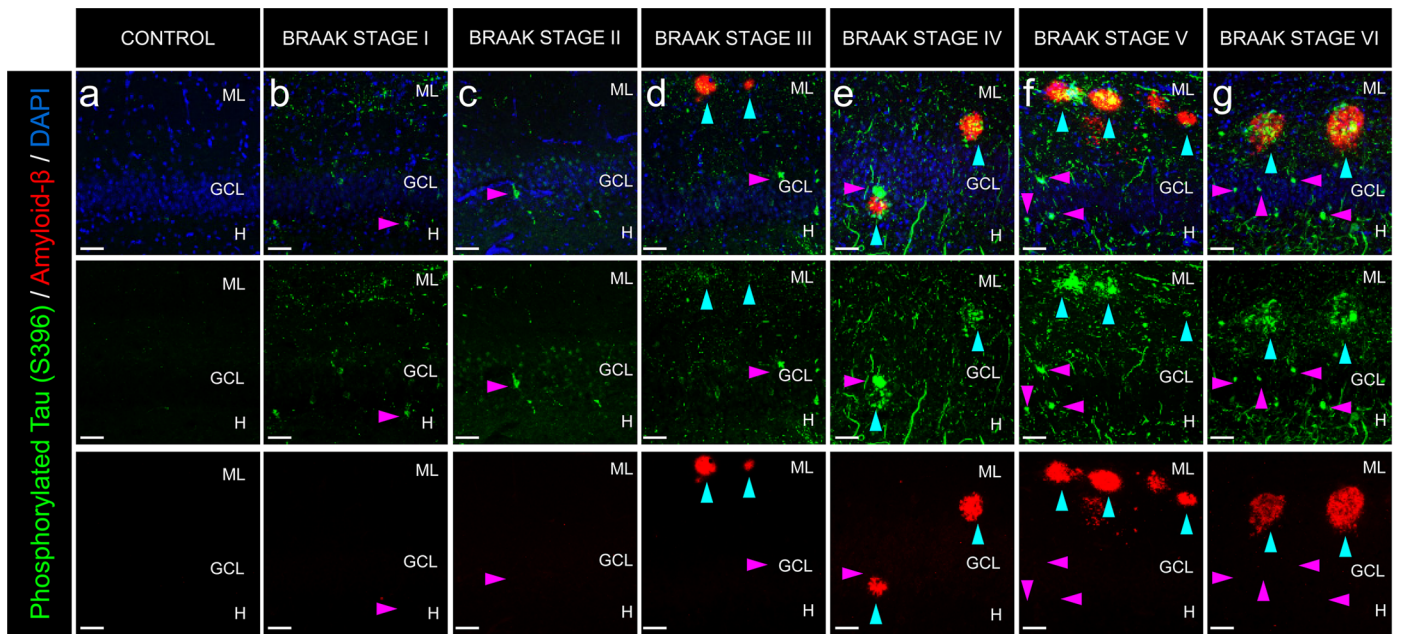 CONTROL
BRAAK STAGE I
BRAAK STAGE II
BRAAK STAGE III
BRAAK STAGE IV
BRAAK STAGE V
BRAAK STAGE VI
Phosphorylated Tau (S396) / Amyloid-β / DAPI
a ML b ML c ML d ML e ML f ML g ML
GCL GCL GCL GCL GCL GCL GCL
H H H H H H H
ML ML ML ML ML ML ML
GCL GCL GCL GCL GCL GCL GCL
H H H H H H H
ML ML ML ML ML ML ML
GCL GCL GCL GCL GCL GCL GCL
H H H H H H H